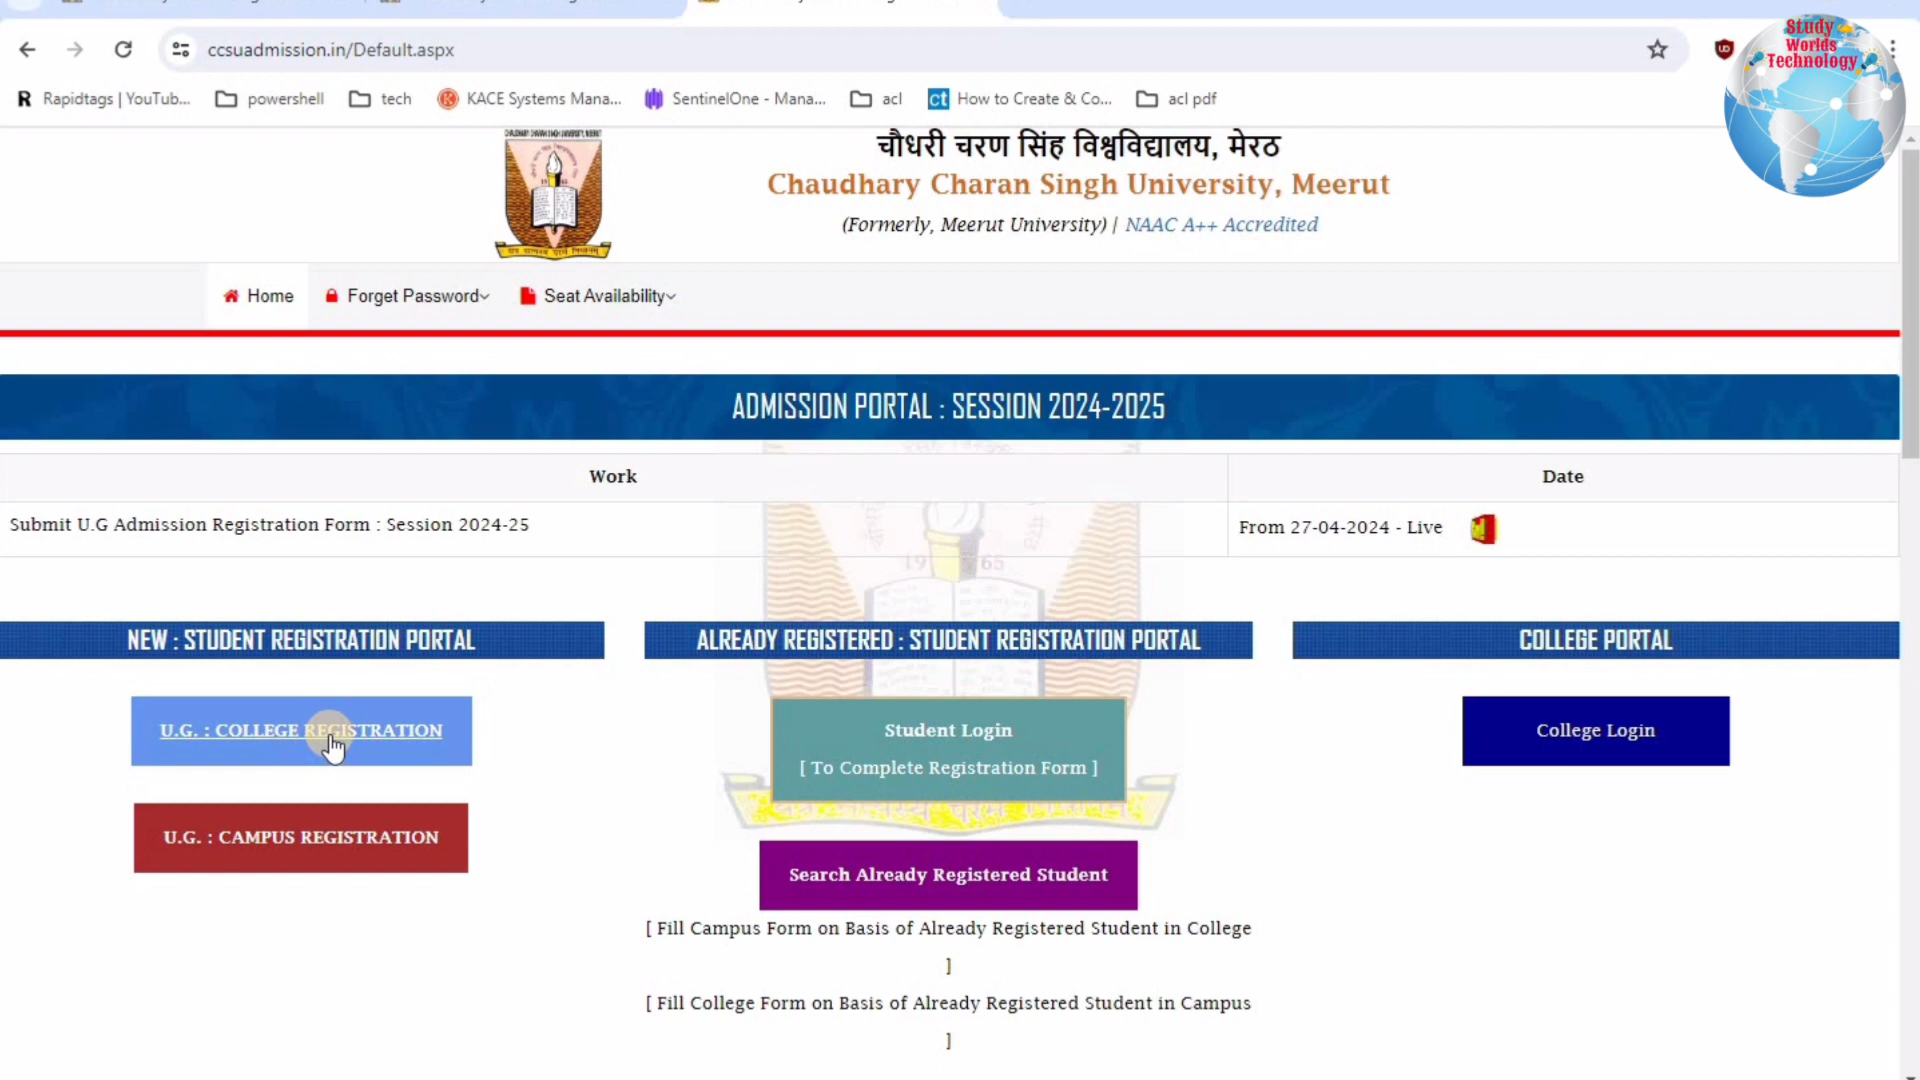 Study
Worlds
Technology
ccsuadmission.in/Default.aspx
Rapidtags | YouTub...
powershell
tech
KACE Systems Mana...
SentinelOne - Mana...
acl
ct
How to Create & Co...
acl pdf
चौधरी चरण सिंह विश्वविद्यालय, मेरठ
Chaudhary Charan Singh University, Meerut
(Formerly, Meerut University) | NAAC A++ Accredited
Home
Forget Password
Seat Availability
ADMISSION PORTAL : SESSION 2024-2025
Work
Date
Submit U.G Admission Registration Form : Session 2024-25
From 27-04-2024 - Live
19 65
NEW : STUDENT REGISTRATION PORTAL
ALREADY REGISTERED : STUDENT REGISTRATION PORTAL
COLLEGE PORTAL
U.G. : COLLEGE REGISTRATION
Student Login
[ To Complete Registration Form ]
College Login
U.G. : CAMPUS REGISTRATION
Search Already Registered Student
[ Fill Campus Form on Basis of Already Registered Student in College
]
[ Fill College Form on Basis of Already Registered Student in Campus
]